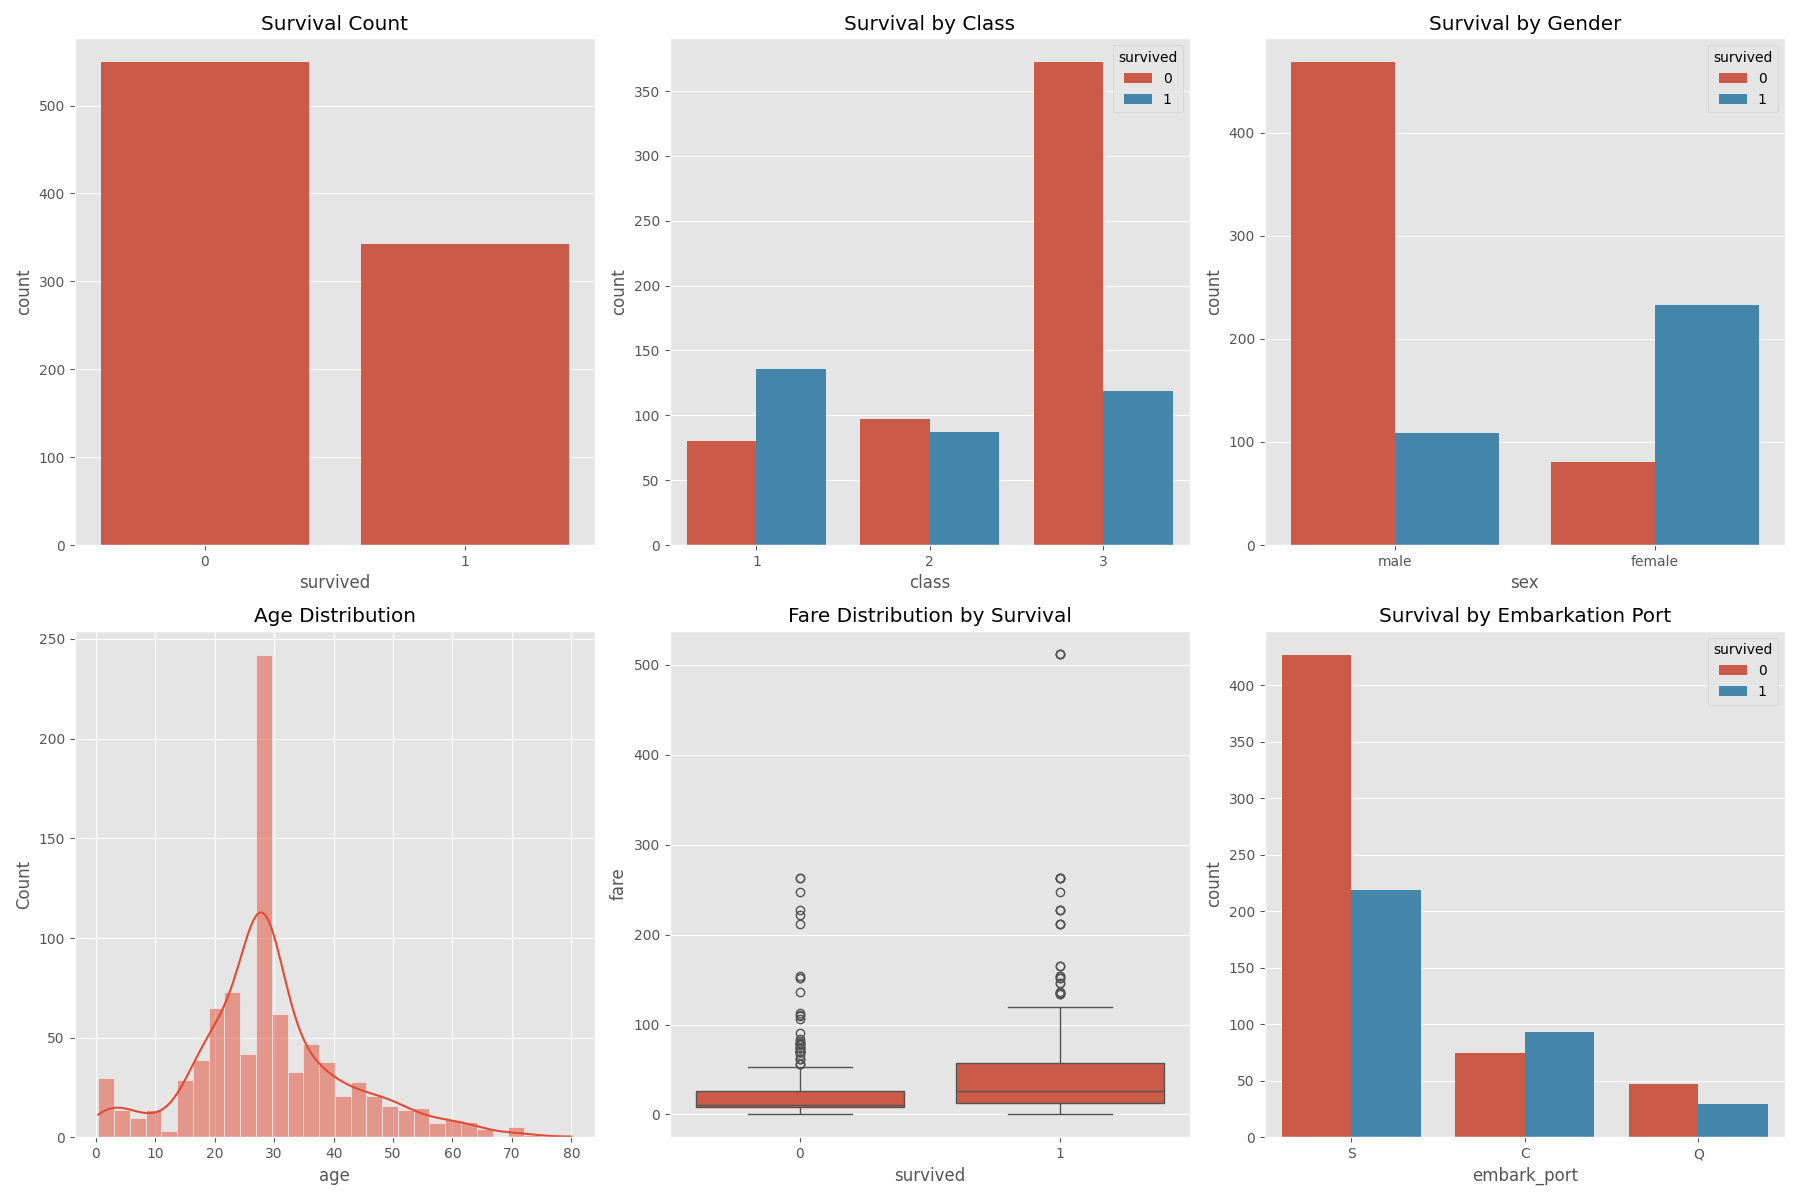 Survival Count
500
400
300
200
100
0
count
0 1
survived
Survival by Class
survived
0
1
350
300
250
200
150
100
50
0
count
1 2 3
class
Survival by Gender
survived
0
1
400
300
200
100
0
count
male female
sex
Age Distribution
250
200
150
100
50
0
Count
0 10 20 30 40 50 60 70 80
age
Fare Distribution by Survival
500
400
300
200
100
0
fare
0 1
survived
Survival by Embarkation Port
survived
0
1
400
350
300
250
200
150
100
50
0
count
S C Q
embark_port